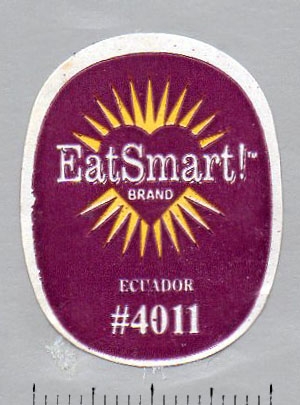 EatSmart!™
BRAND
ECUADOR
#4011